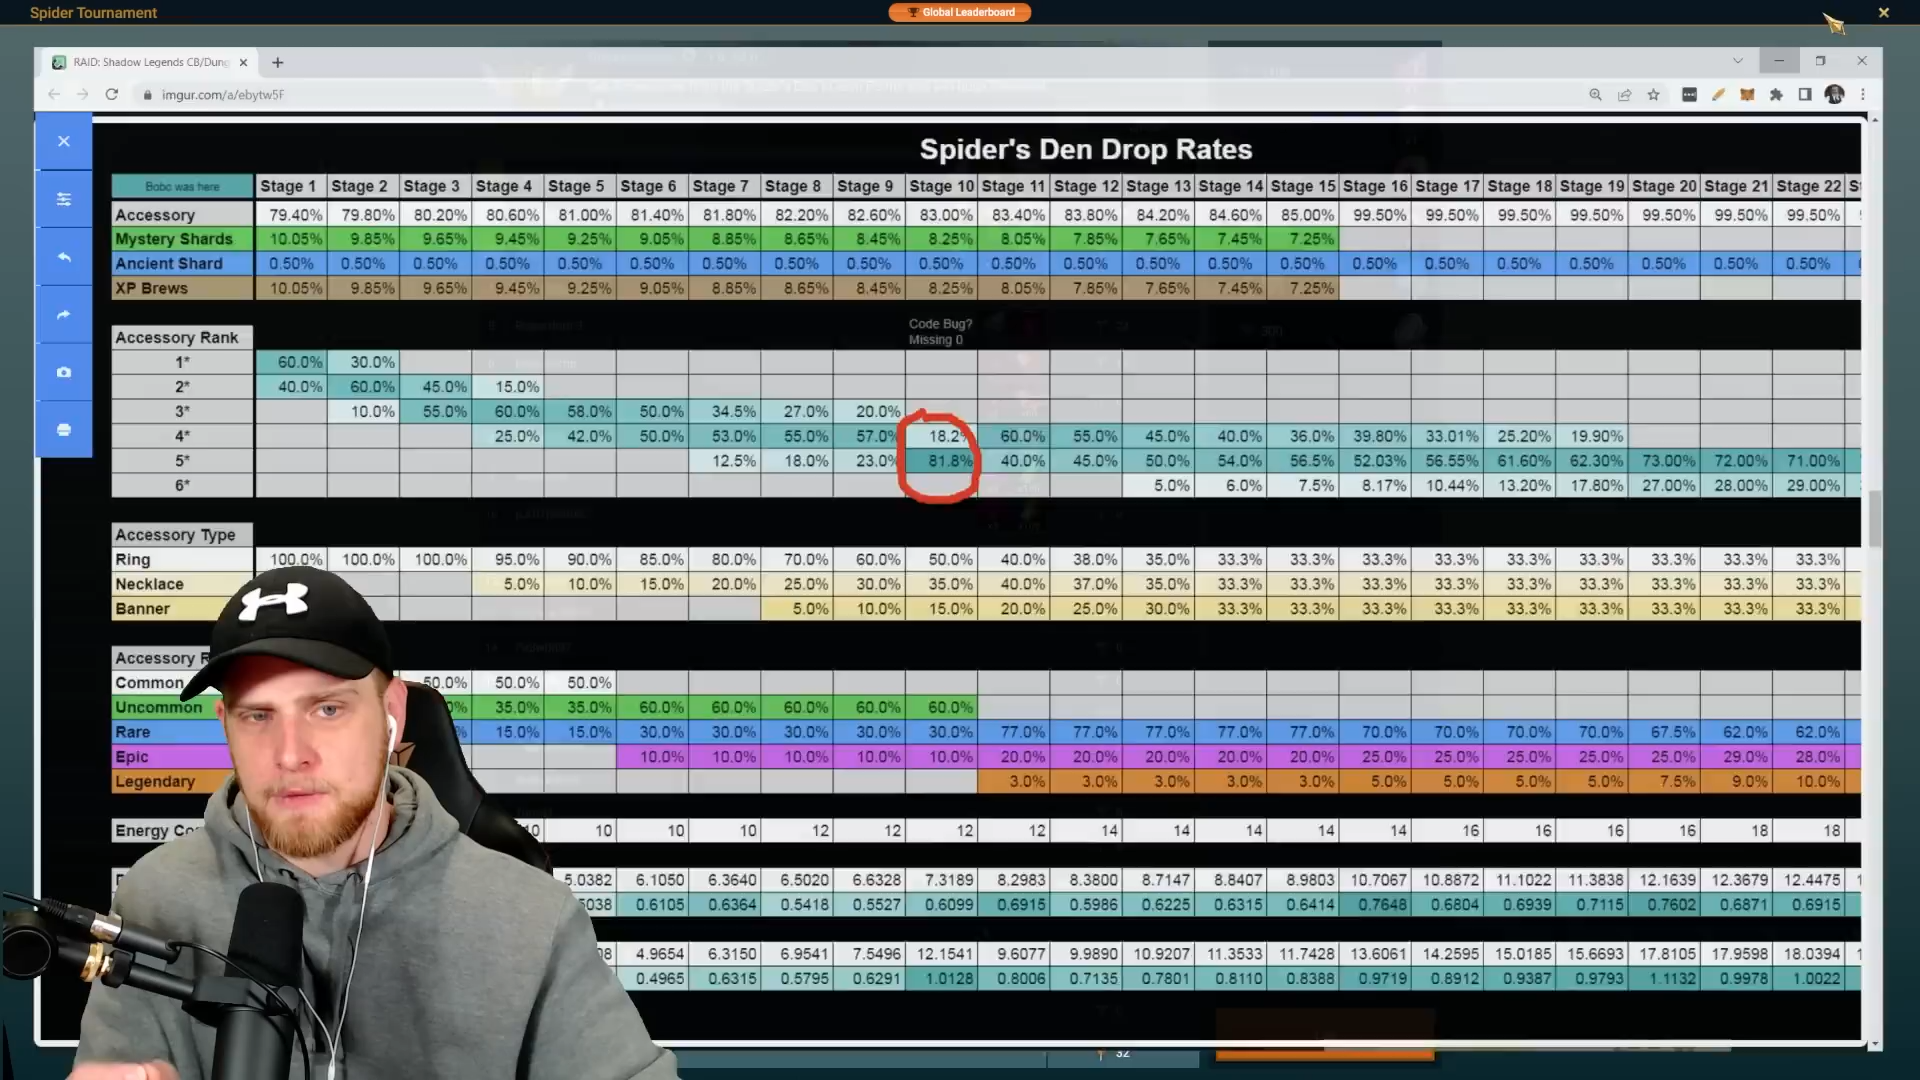 Spider Tournament
Global Leaderboard
RAID: Shadow Legends CB/Dung
imgur.com/a/ebytw5F
Spider's Den Drop Rates
Bobc was here Stage 1 Stage 2 Stage 3 Stage 4 Stage 5 Stage 6 Stage 7 Stage 8 Stage 9 Stage 10 Stage 11 Stage 12 Stage 13 Stage 14 Stage 15 Stage 16 Stage 17 Stage 18 Stage 19 Stage 20 Stage 21 Stage 22 St
Accessory 79.40% 79.80% 80.20% 80.60% 81.00% 81.40% 81.80% 82.20% 82.60% 83.00% 83.40% 83.80% 84.20% 84.60% 85.00% 99.50% 99.50% 99.50% 99.50% 99.50% 99.50% 99.50%
Mystery Shards 10.05% 9.85% 9.65% 9.45% 9.25% 9.05% 8.85% 8.65% 8.45% 8.25% 8.05% 7.85% 7.65% 7.45% 7.25%
Ancient Shard 0.50% 0.50% 0.50% 0.50% 0.50% 0.50% 0.50% 0.50% 0.50% 0.50% 0.50% 0.50% 0.50% 0.50% 0.50% 0.50% 0.50% 0.50% 0.50% 0.50% 0.50% 0.50%
XP Brews 10.05% 9.85% 9.65% 9.45% 9.25% 9.05% 8.85% 8.65% 8.45% 8.25% 8.05% 7.85% 7.65% 7.45% 7.25%
Code Bug?
Missing 0
Accessory Rank
1* 60.0% 30.0%
2* 40.0% 60.0% 45.0% 15.0%
3* 10.0% 55.0% 60.0% 58.0% 50.0% 34.5% 27.0% 20.0%
4* 25.0% 42.0% 50.0% 53.0% 55.0% 57.0% 18.2% 60.0% 55.0% 45.0% 40.0% 36.0% 39.80% 33.01% 25.20% 19.90%
5* 12.5% 18.0% 23.0% 81.8% 40.0% 45.0% 50.0% 54.0% 56.5% 52.03% 56.55% 61.60% 62.30% 73.00% 72.00% 71.00%
6* 5.0% 6.0% 7.5% 8.17% 10.44% 13.20% 17.80% 27.00% 28.00% 29.00%
Accessory Type
Ring 100.0% 100.0% 100.0% 95.0% 90.0% 85.0% 80.0% 70.0% 60.0% 50.0% 40.0% 38.0% 35.0% 33.3% 33.3% 33.3% 33.3% 33.3% 33.3% 33.3% 33.3% 33.3%
Necklace 5.0% 10.0% 15.0% 20.0% 25.0% 30.0% 35.0% 40.0% 37.0% 35.0% 33.3% 33.3% 33.3% 33.3% 33.3% 33.3% 33.3% 33.3% 33.3%
Banner 5.0% 10.0% 15.0% 20.0% 25.0% 30.0% 33.3% 33.3% 33.3% 33.3% 33.3% 33.3% 33.3% 33.3% 33.3%
Accessory R
Common 50.0% 50.0% 50.0%
Uncommon 0% 35.0% 35.0% 60.0% 60.0% 60.0% 60.0% 60.0%
Rare % 15.0% 15.0% 30.0% 30.0% 30.0% 30.0% 30.0% 77.0% 77.0% 77.0% 77.0% 77.0% 70.0% 70.0% 70.0% 70.0% 67.5% 62.0% 62.0%
Epic 10.0% 10.0% 10.0% 10.0% 10.0% 20.0% 20.0% 20.0% 20.0% 20.0% 25.0% 25.0% 25.0% 25.0% 25.0% 29.0% 28.0%
Legendary 3.0% 3.0% 3.0% 3.0% 3.0% 5.0% 5.0% 5.0% 5.0% 7.5% 9.0% 10.0%
Energy Co 10 10 10 10 12 12 12 12 14 14 14 14 14 16 16 16 16 18 18
5.0382 6.1050 6.3640 6.5020 6.6328 7.3189 8.2983 8.3800 8.7147 8.8407 8.9803 10.7067 10.8872 11.1022 11.3838 12.1639 12.3679 12.4475
5038 0.6105 0.6364 0.5418 0.5527 0.6099 0.6915 0.5986 0.6225 0.6315 0.6414 0.7648 0.6804 0.6939 0.7115 0.7602 0.6871 0.6915
08 4.9654 6.3150 6.9541 7.5496 12.1541 9.6077 9.9890 10.9207 11.3533 11.7428 13.6061 14.2595 15.0185 15.6693 17.8105 17.9598 18.0394
0.4965 0.6315 0.5795 0.6291 1.0128 0.8006 0.7135 0.7801 0.8110 0.8388 0.9719 0.8912 0.9387 0.9793 1.1132 0.9978 1.0022
32